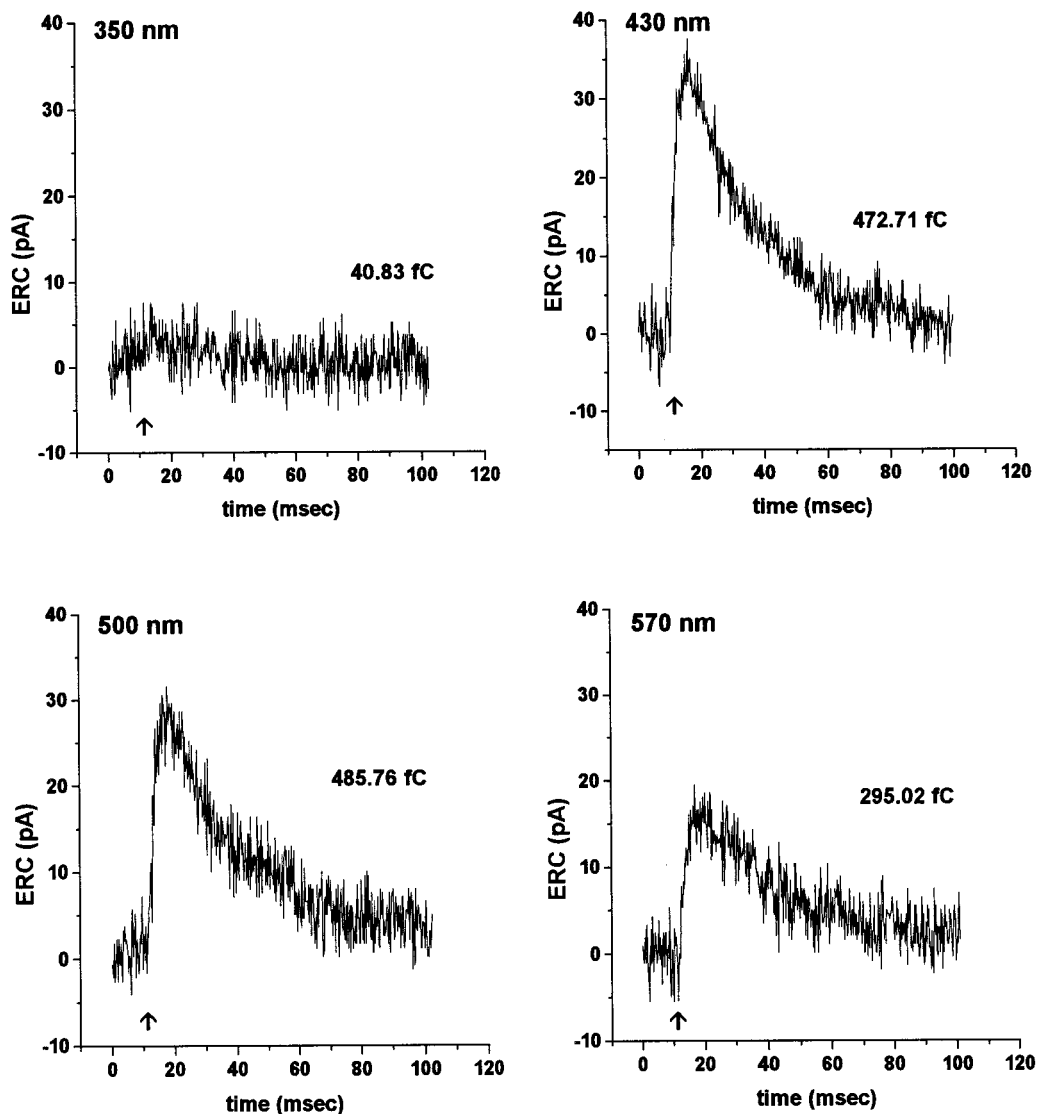 350 nm
ERC (pA)
40
30
20
10
0
-10
40.83 fC
0 20 40 60 80 100 120
time (msec)
430 nm
ERC (pA)
40
30
20
10
0
-10
472.71 fC
0 20 40 60 80 100 120
time (msec)
500 nm
ERC (pA)
40
30
20
10
0
-10
485.76 fC
0 20 40 60 80 100 120
time (msec)
570 nm
ERC (pA)
40
30
20
10
0
-10
295.02 fC
0 20 40 60 80 100 120
time (msec)